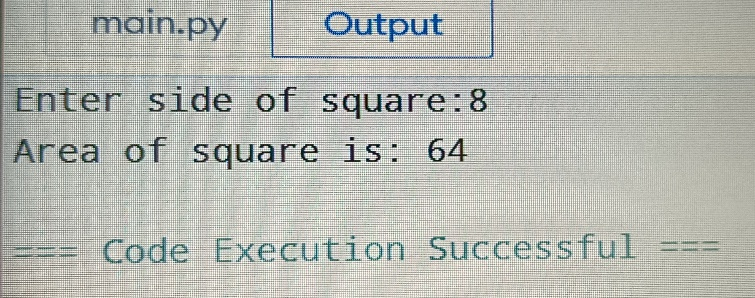 main.py Output
Enter side of square:8
Area of square is: 64
=== Code Execution Successful ===